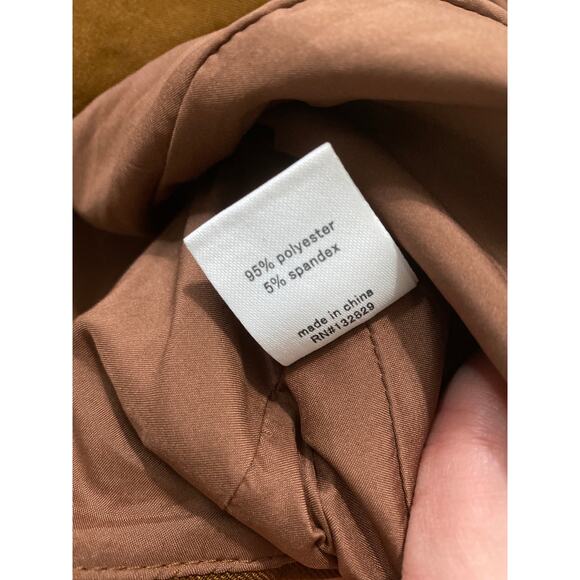 95% polyester
5% spandex
made in china
RN#132829